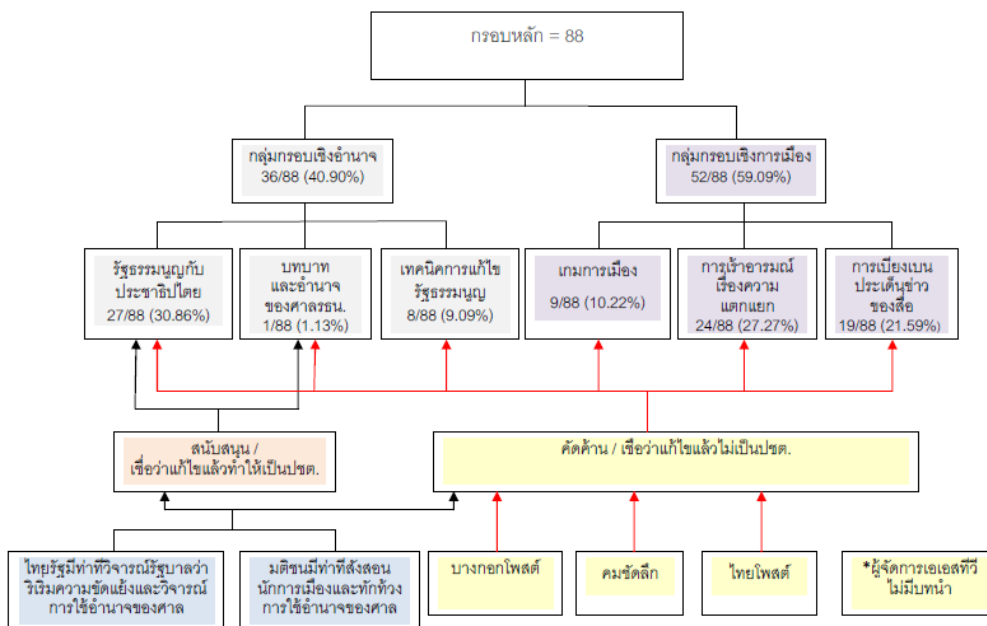 กรอบหลัก = 88
กลุ่มกรอบเชิงอำนาจ
36/88 (40.90%)
กลุ่มกรอบเชิงการเมือง
52/88 (59.09%)
รัฐธรรมนูญกับ
ประชาธิปไตย
27/88 (30.86%)
บทบาท
และอำนาจ
ของศาลรธน.
1/88 (1.13%)
เทคนิคการแก้ไข
รัฐธรรมนูญ
8/88 (9.09%)
เกมการเมือง
9/88 (10.22%)
การเร้าอารมณ์
เรื่องความ
แตกแยก
24/88 (27.27%)
การเบี่ยงเบน
ประเด็นข่าว
ของสื่อ
19/88 (21.59%)
สนับสนุน /
เชื่อว่าแก้ไขแล้วทำให้เป็นปชต.
คัดค้าน / เชื่อว่าแก้ไขแล้วไม่เป็นปชต.
ไทยรัฐมีท่าทีวิจารณ์รัฐบาลว่า
ริเริ่มความขัดแย้งและวิจารณ์
การใช้อำนาจของศาล
มติชนมีท่าทีสั่งสอน
นักการเมืองและทักท้วง
การใช้อำนาจของศาล
บางกอกโพสต์
คมชัดลึก
ไทยโพสต์
*ผู้จัดการเอเอสทีวี
ไม่มีบทนำ